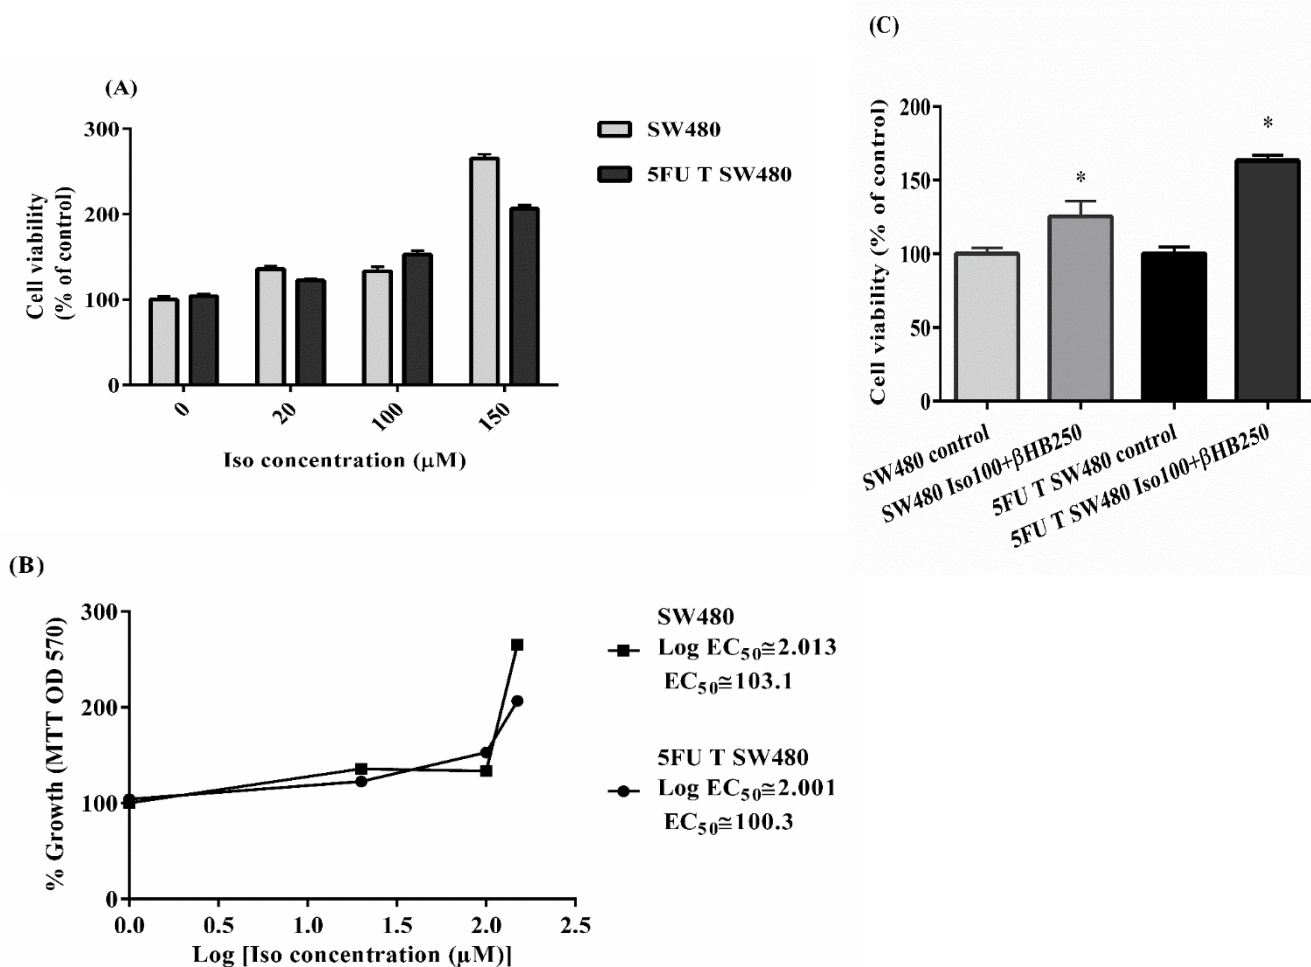 (A)
Cell viability
(% of control)
300
200
100
0
0
20
100
150
Iso concentration (µM)
SW480
5FU T SW480
(B)
% Growth (MTT OD 570)
300
200
100
0
0.0
0.5
1.0
1.5
2.0
2.5
Log [Iso concentration (µM)]
SW480
Log EC50≅2.013
EC50≅103.1
5FU T SW480
Log EC50≅2.001
EC50≅100.3
(C)
Cell viability (% of control)
200
150
100
50
0
*
*
SW480 control
SW480 Iso100+βHB250
5FU T SW480 control
5FU T SW480 Iso100+βHB250